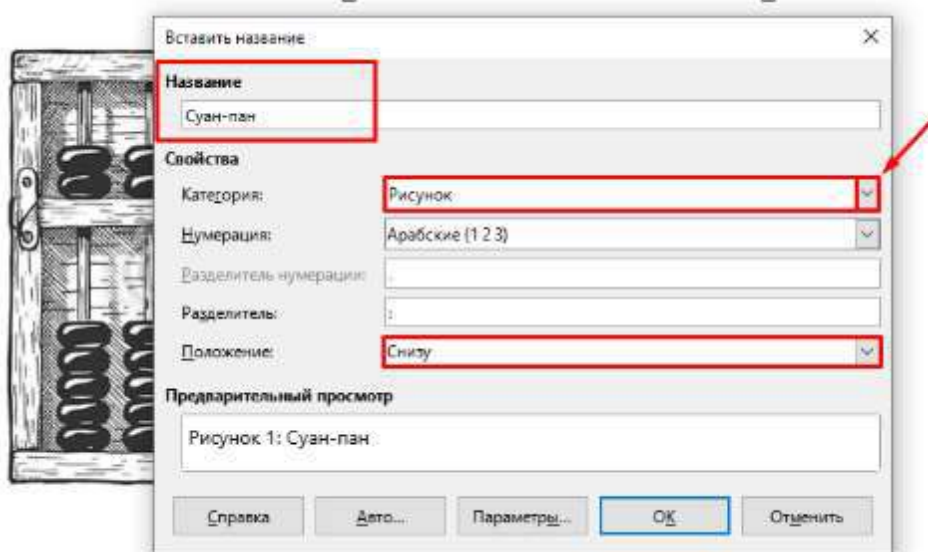 Вставить название
Название
Суан-пан
Свойства
Категория: Рисунок
Нумерация: Арабские (1 2 3)
Разделитель нумерации: .
Разделитель: :
Положение: Снизу
Предварительный просмотр
Рисунок 1: Суан-пан
Справка Авто... Параметры... ОК Отменить